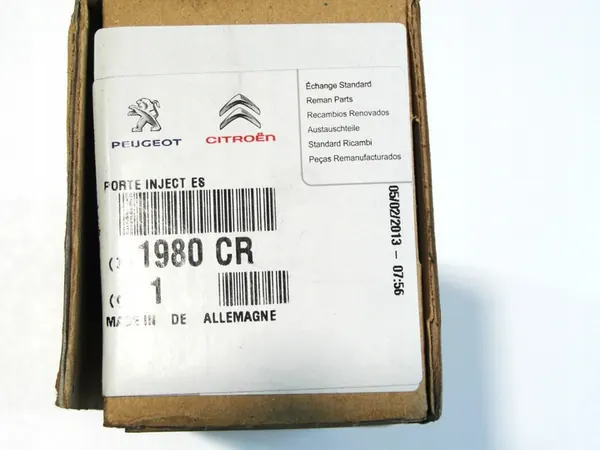 PEUGEOT
CITROËN
Échange Standard
Reman Parts
Recambios Renovados
Austauschteile
Standard Ricambi
Peças Remanufacturados
PORTE INJECT ES
1980 CR
1
MADE IN DE ALLEMAGNE
05/02/2013 - 07:56